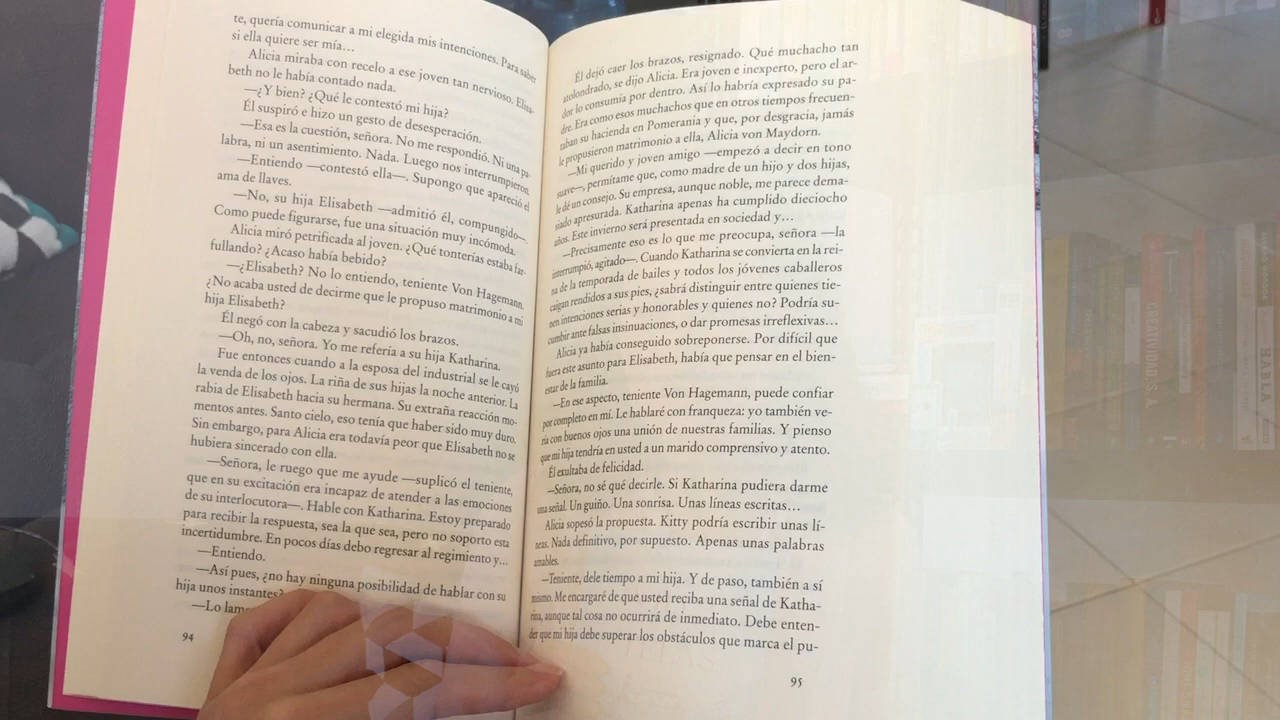 te, quería comunicar a mi elegida mis intenciones. Para saber
si ella quiere ser mía…
Alicia miraba con recelo a ese joven tan nervioso. Elisa-
beth no le había contado nada.
—¿Y bien? ¿Qué le contestó mi hija?
Él suspiró e hizo un gesto de desesperación.
—Esa es la cuestión, señora. No me respondió. Ni una pa-
labra, ni un asentimiento. Nada. Luego nos interrumpieron.
—Entiendo —contestó ella—. Supongo que apareció el
ama de llaves.
—No, su hija Elisabeth —admitió él, compungido—.
Como puede figurarse, fue una situación muy incómoda.
Alicia miró petrificada al joven. ¿Qué tonterías estaba far-
fullando? ¿Acaso había bebido?
—¿Elisabeth? No lo entiendo, teniente Von Hagemann.
¿No acaba usted de decirme que le propuso matrimonio a mi
hija Elisabeth?
Él negó con la cabeza y sacudió los brazos.
—Oh, no, señora. Yo me refería a su hija Katharina.
Fue entonces cuando a la esposa del industrial se le cayó
la venda de los ojos. La riña de sus hijas la noche anterior. La
rabia de Elisabeth hacia su hermana. Su extraña reacción mo-
mentos antes. Santo cielo, eso tenía que haber sido muy duro.
Sin embargo, para Alicia era todavía peor que Elisabeth no se
hubiera sincerado con ella.
—Señora, le ruego que me ayude —suplicó el teniente,
que en su excitación era incapaz de atender a las emociones
de su interlocutora—. Hable con Katharina. Estoy preparado
para recibir la respuesta, sea la que sea, pero no soporto esta
incertidumbre. En pocos días debo regresar al regimiento y…
—Entiendo.
—Así pues, ¿no hay ninguna posibilidad de hablar con su
hija unos instantes?
—Lo lam
94
Él dejó caer los brazos, resignado. Qué muchacho tan
atolondrado, se dijo Alicia. Era joven e inexperto, pero el ar-
dor lo consumía por dentro. Así lo habría expresado su pa-
dre. Era como esos muchachos que en otros tiempos frecuen-
taban su hacienda en Pomerania y que, por desgracia, jamás
le propusieron matrimonio a ella, Alicia von Maydorn.
—Mi querido y joven amigo —empezó a decir en tono
suave—, permítame que, como madre de un hijo y dos hijas,
le dé un consejo. Su empresa, aunque noble, me parece dema-
siado apresurada. Katharina apenas ha cumplido dieciocho
años. Este invierno será presentada en sociedad y…
—Precisamente eso es lo que me preocupa, señora —la
interrumpió, agitado—. Cuando Katharina se convierta en la rei-
na de la temporada de bailes y todos los jóvenes caballeros
caigan rendidos a sus pies, ¿sabrá distinguir entre quienes tie-
nen intenciones serias y honorables y quienes no? Podría su-
cumbir ante falsas insinuaciones, o dar promesas irreflexivas…
Alicia ya había conseguido sobreponerse. Por difícil que
fuera este asunto para Elisabeth, había que pensar en el bien-
estar de la familia.
—En ese aspecto, teniente Von Hagemann, puede confiar
por completo en mí. Le hablaré con franqueza: yo también ve-
ría con buenos ojos una unión de nuestras familias. Y pienso
que mi hija tendría en usted a un marido comprensivo y atento.
Él exultaba de felicidad.
—Señora, no sé qué decirle. Si Katharina pudiera darme
una señal. Un guiño. Una sonrisa. Unas líneas escritas…
Alicia sopesó la propuesta. Kitty podría escribir unas lí-
neas. Nada definitivo, por supuesto. Apenas unas palabras
amables.
—Teniente, dele tiempo a mi hija. Y de paso, también a sí
mismo. Me encargaré de que usted reciba una señal de Katha-
rina, aunque tal cosa no ocurrirá de inmediato. Debe enten-
der que mi hija debe superar los obstáculos que marca el pu-
95
CREATIVIDAD, S. A.
HABLA